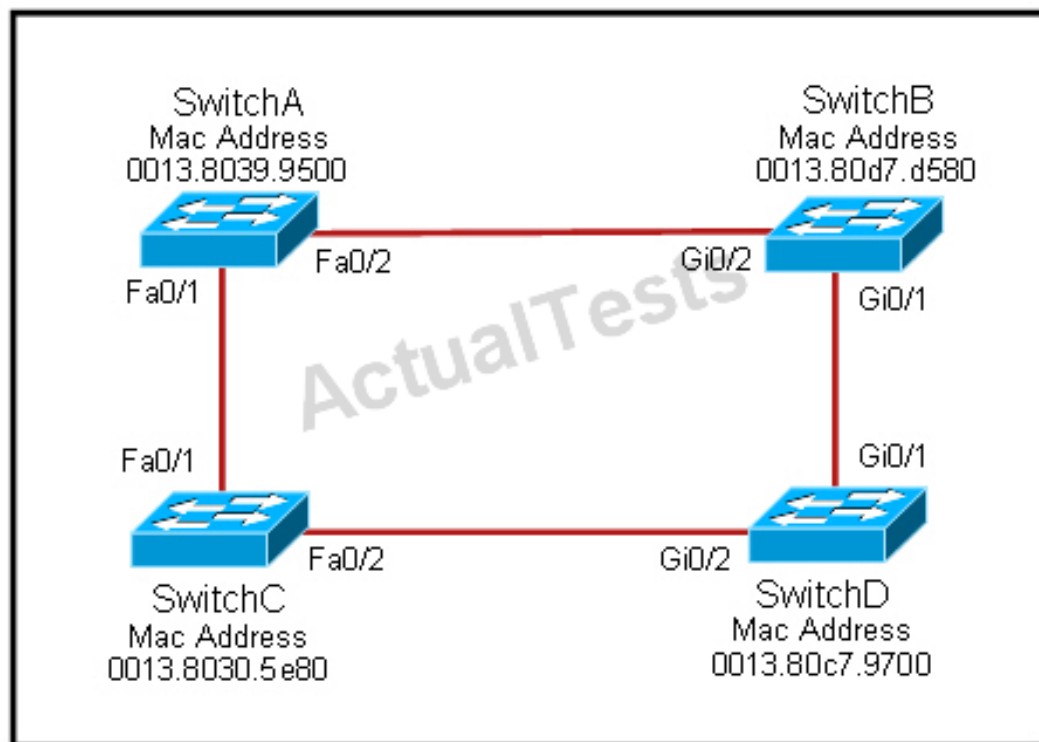 SwitchA
Mac Address
0013.8039.9500
SwitchB
Mac Address
0013.80d7.d580
Fa0/2
Gi0/2
Fa0/1
Gi0/1
ActualTests
Fa0/1
Gi0/1
Fa0/2
Gi0/2
SwitchC
Mac Address
0013.8030.5e80
SwitchD
Mac Address
0013.80c7.9700